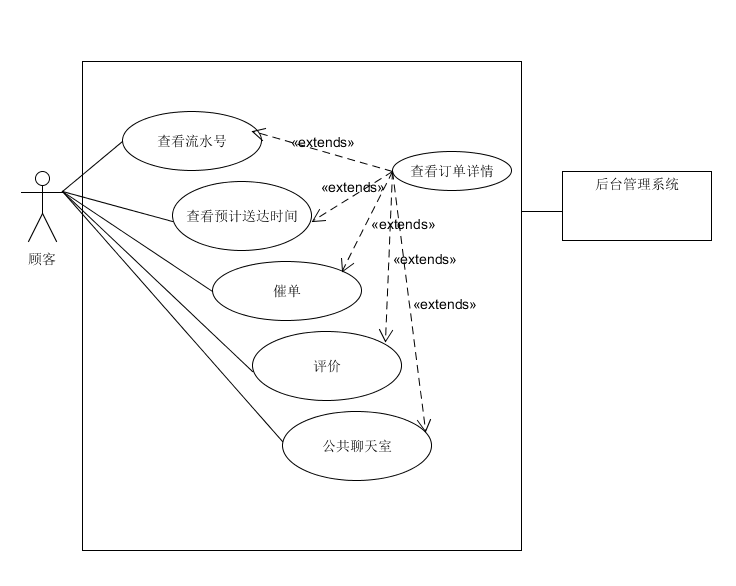 查看流水号
«extends»
查看订单详情
后台管理系统
«extends»
查看预计送达时间
«extends»
顾客
«extends»
催单
«extends»
评价
公共聊天室